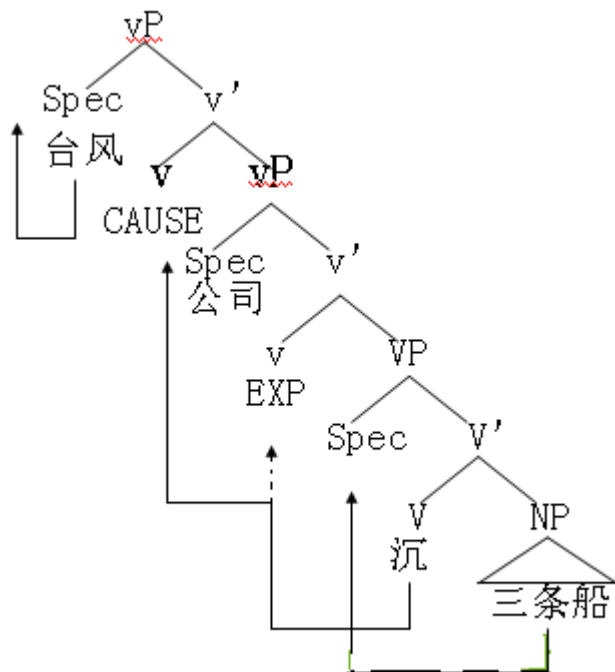 vP
Spec v'
台风 v vP
CAUSE
Spec v'
公司
v VP
EXP
Spec V'
V NP
沉
三条船